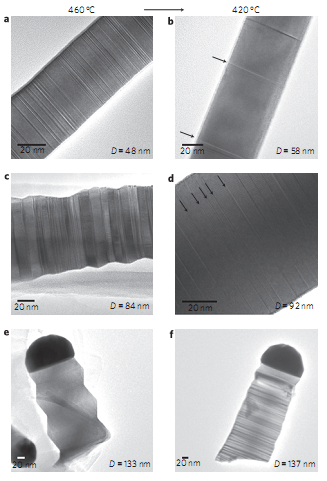 460 °C 420 °C
a
20 nm D = 48 nm
b
20 nm D = 58 nm
c
20 nm D = 84 nm
d
20 nm D = 92 nm
e
20 nm D = 133 nm
f
20 nm D = 137 nm